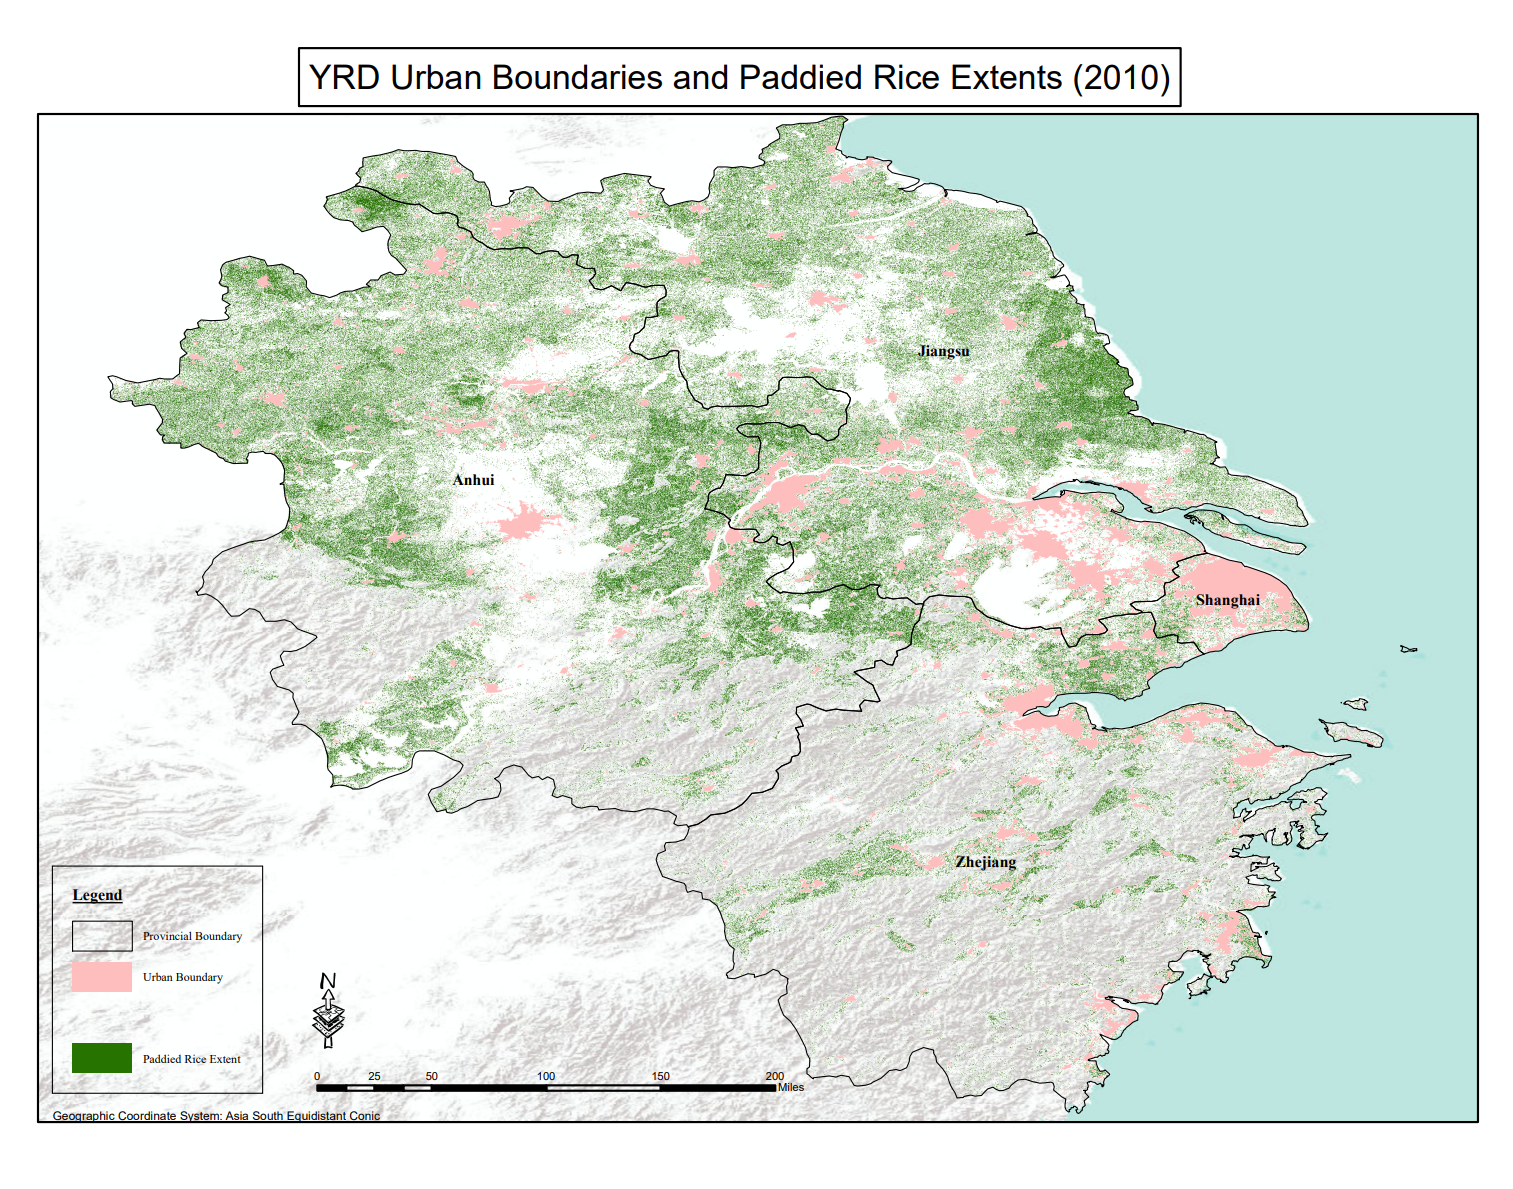 YRD Urban Boundaries and Paddied Rice Extents (2010)
Jiangsu
Anhui
Shanghai
Zhejiang
Legend
Provincial Boundary
Urban Boundary
Paddied Rice Extent
N
0 25 50 100 150 200
Miles
Geographic Coordinate System: Asia South Equidistant Conic